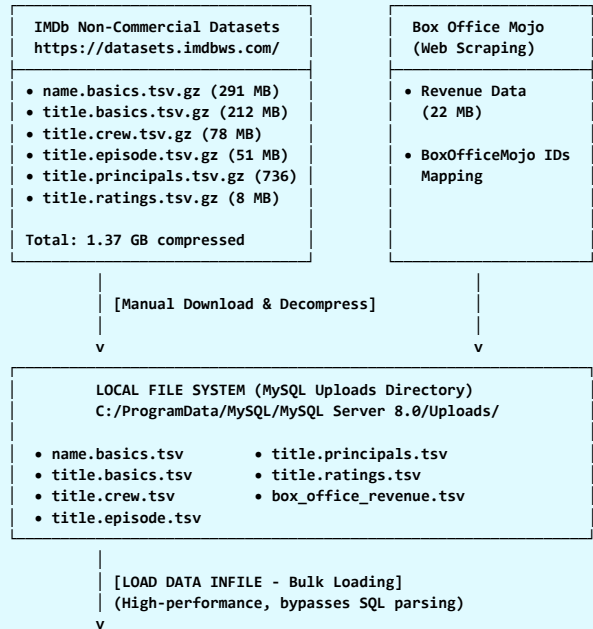 IMDb Non-Commercial Datasets
https://datasets.imdbws.com/
• name.basics.tsv.gz (291 MB)
• title.basics.tsv.gz (212 MB)
• title.crew.tsv.gz (78 MB)
• title.episode.tsv.gz (51 MB)
• title.principals.tsv.gz (736)
• title.ratings.tsv.gz (8 MB)
Total: 1.37 GB compressed
Box Office Mojo
(Web Scraping)
• Revenue Data
(22 MB)
• BoxOfficeMojo IDs
Mapping
[Manual Download & Decompress]
v
v
LOCAL FILE SYSTEM (MySQL Uploads Directory)
C:/ProgramData/MySQL/MySQL Server 8.0/Uploads/
• name.basics.tsv
• title.basics.tsv
• title.crew.tsv
• title.episode.tsv
• title.principals.tsv
• title.ratings.tsv
• box_office_revenue.tsv
[LOAD DATA INFILE - Bulk Loading]
(High-performance, bypasses SQL parsing)
v